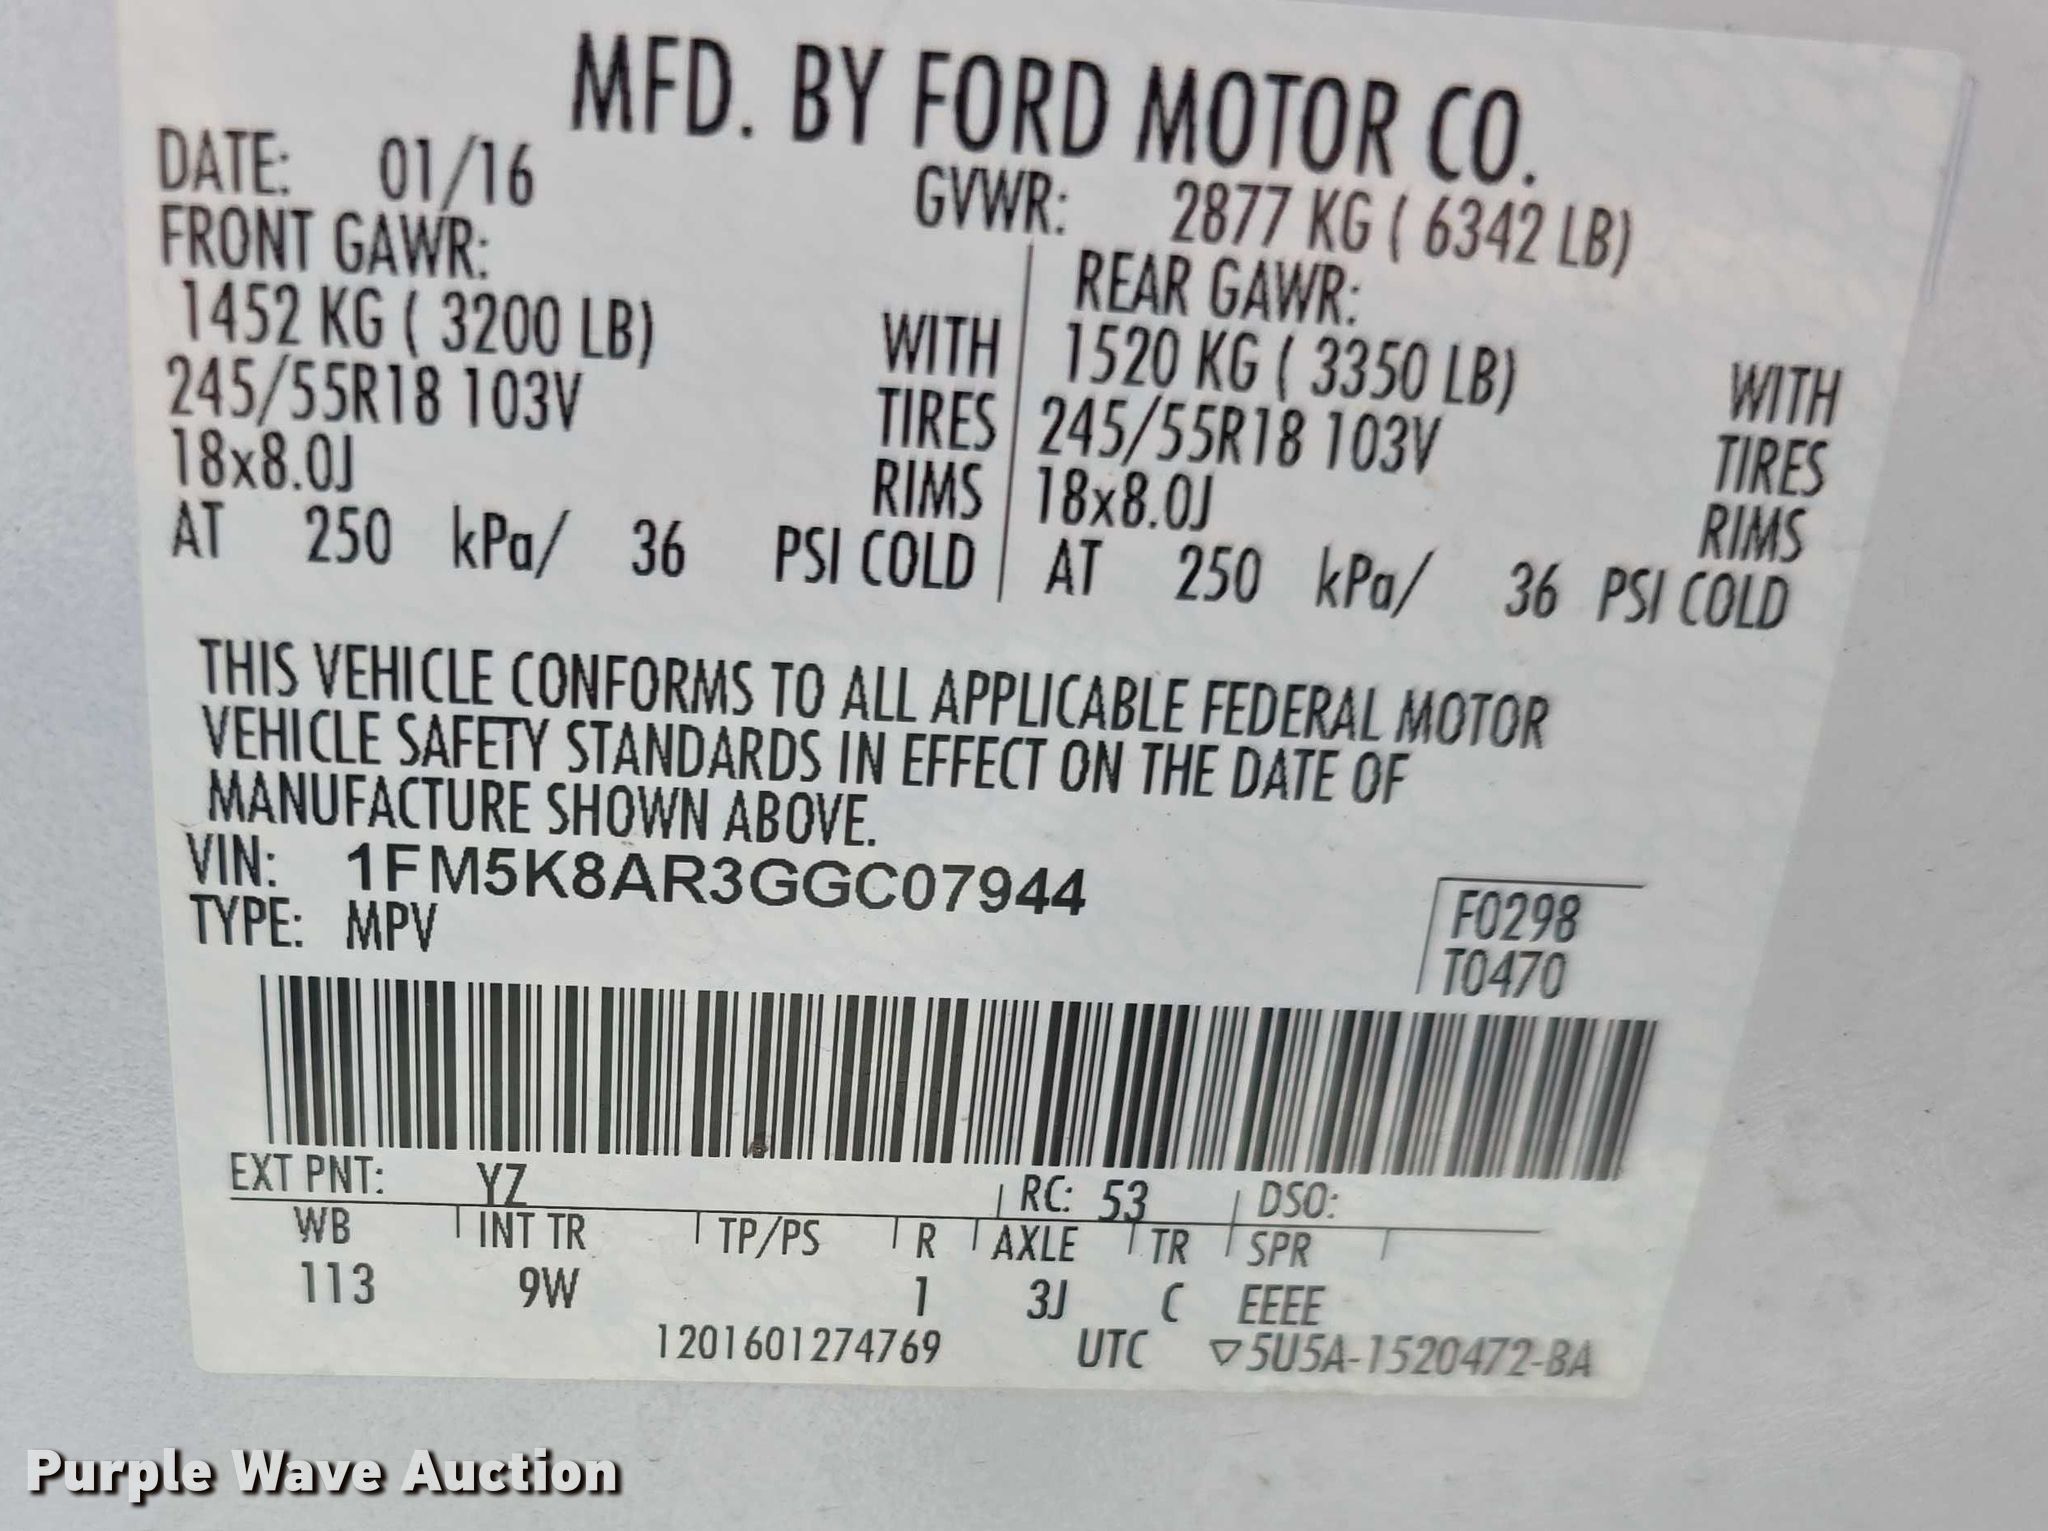 MFD. BY FORD MOTOR CO.
DATE: 01/16
GVWR: 2877 KG ( 6342 LB)
FRONT GAWR:
1452 KG ( 3200 LB) WITH
245/55R18 103V TIRES
18x8.0J RIMS
AT 250 kPa/ 36 PSI COLD
REAR GAWR:
1520 KG ( 3350 LB) WITH
245/55R18 103V TIRES
18x8.0J RIMS
AT 250 kPa/ 36 PSI COLD
THIS VEHICLE CONFORMS TO ALL APPLICABLE FEDERAL MOTOR
VEHICLE SAFETY STANDARDS IN EFFECT ON THE DATE OF
MANUFACTURE SHOWN ABOVE.
VIN: 1FM5K8AR3GGC07944
TYPE: MPV
F0298
T0470
EXT PNT: YZ RC: 53 DSO:
WB INT TR TP/PS R AXLE TR SPR
113 9W 1 3J C EEEE
1201601274769 UTC ▽5U5A-1520472-BA
Purple Wave Auction